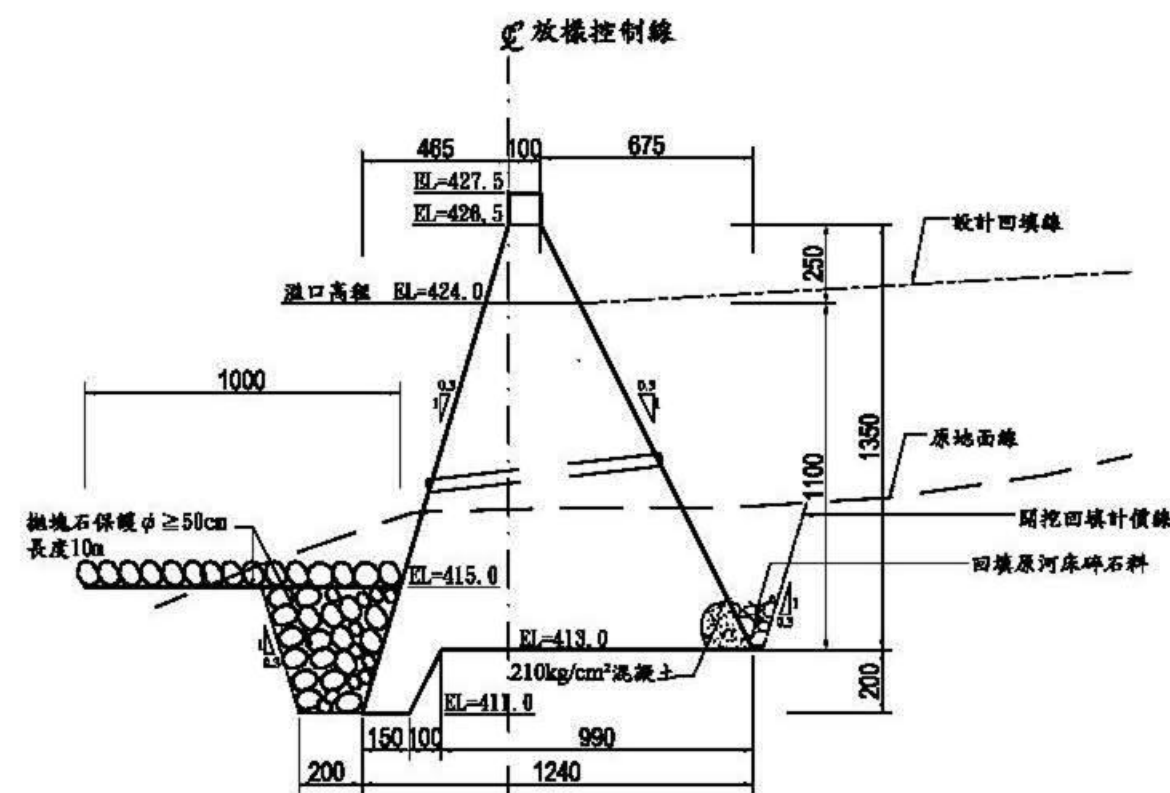 ℄ 放樣控制線
465 100 675
EL=427.5
EL=426.5
設計回填線
250
溢口高程 EL=424.0
1000
0.3
1
0.3
1
1350
原地面線
1100
拋塊石保護φ≧50cm
長度10m
開挖回填計價線
EL=415.0
回填原河床碎石料
1
0.3
1
0.3
EL=413.0
210kg/cm²混凝土
200
EL=411.0
150 100 990
200 1240